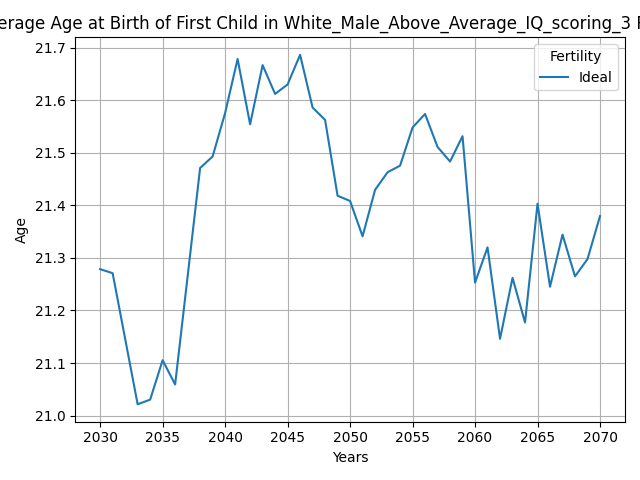 Age at Birth of First Child in White_Male_Above_Average_IQ_scoring_3
Fertility
Ideal
21.7
21.6
21.5
21.4
21.3
21.2
21.1
21.0
Age
2030 2035 2040 2045 2050 2055 2060 2065 2070
Years